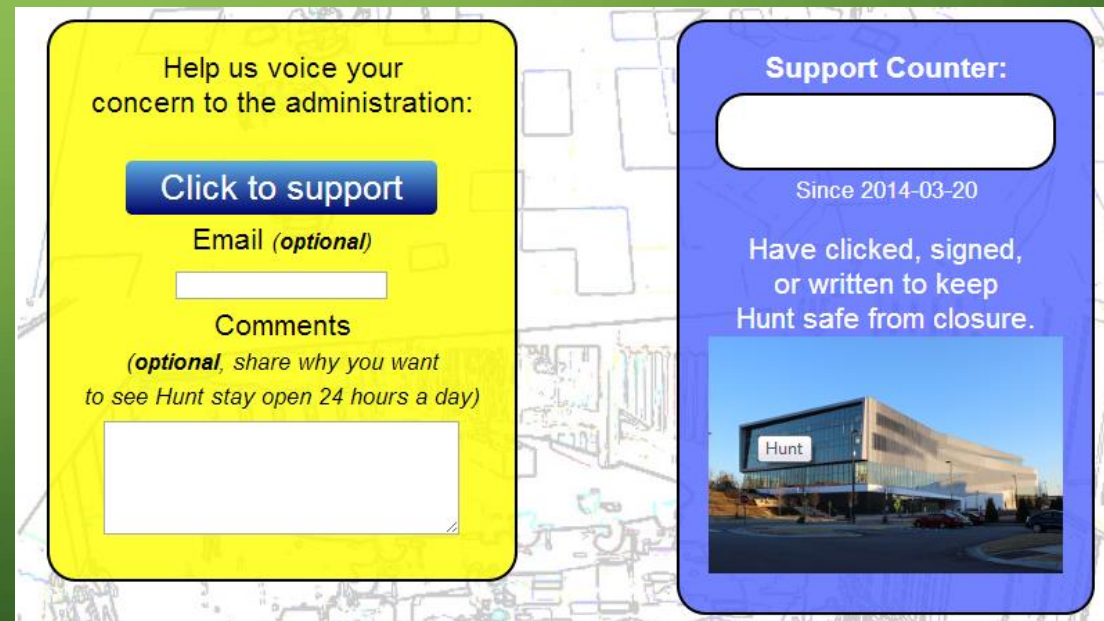 Help us voice your
concern to the administration:
Click to support
Email (optional)
Comments
(optional, share why you want
to see Hunt stay open 24 hours a day)
Support Counter:
Since 2014-03-20
Have clicked, signed,
or written to keep
Hunt safe from closure.
Hunt